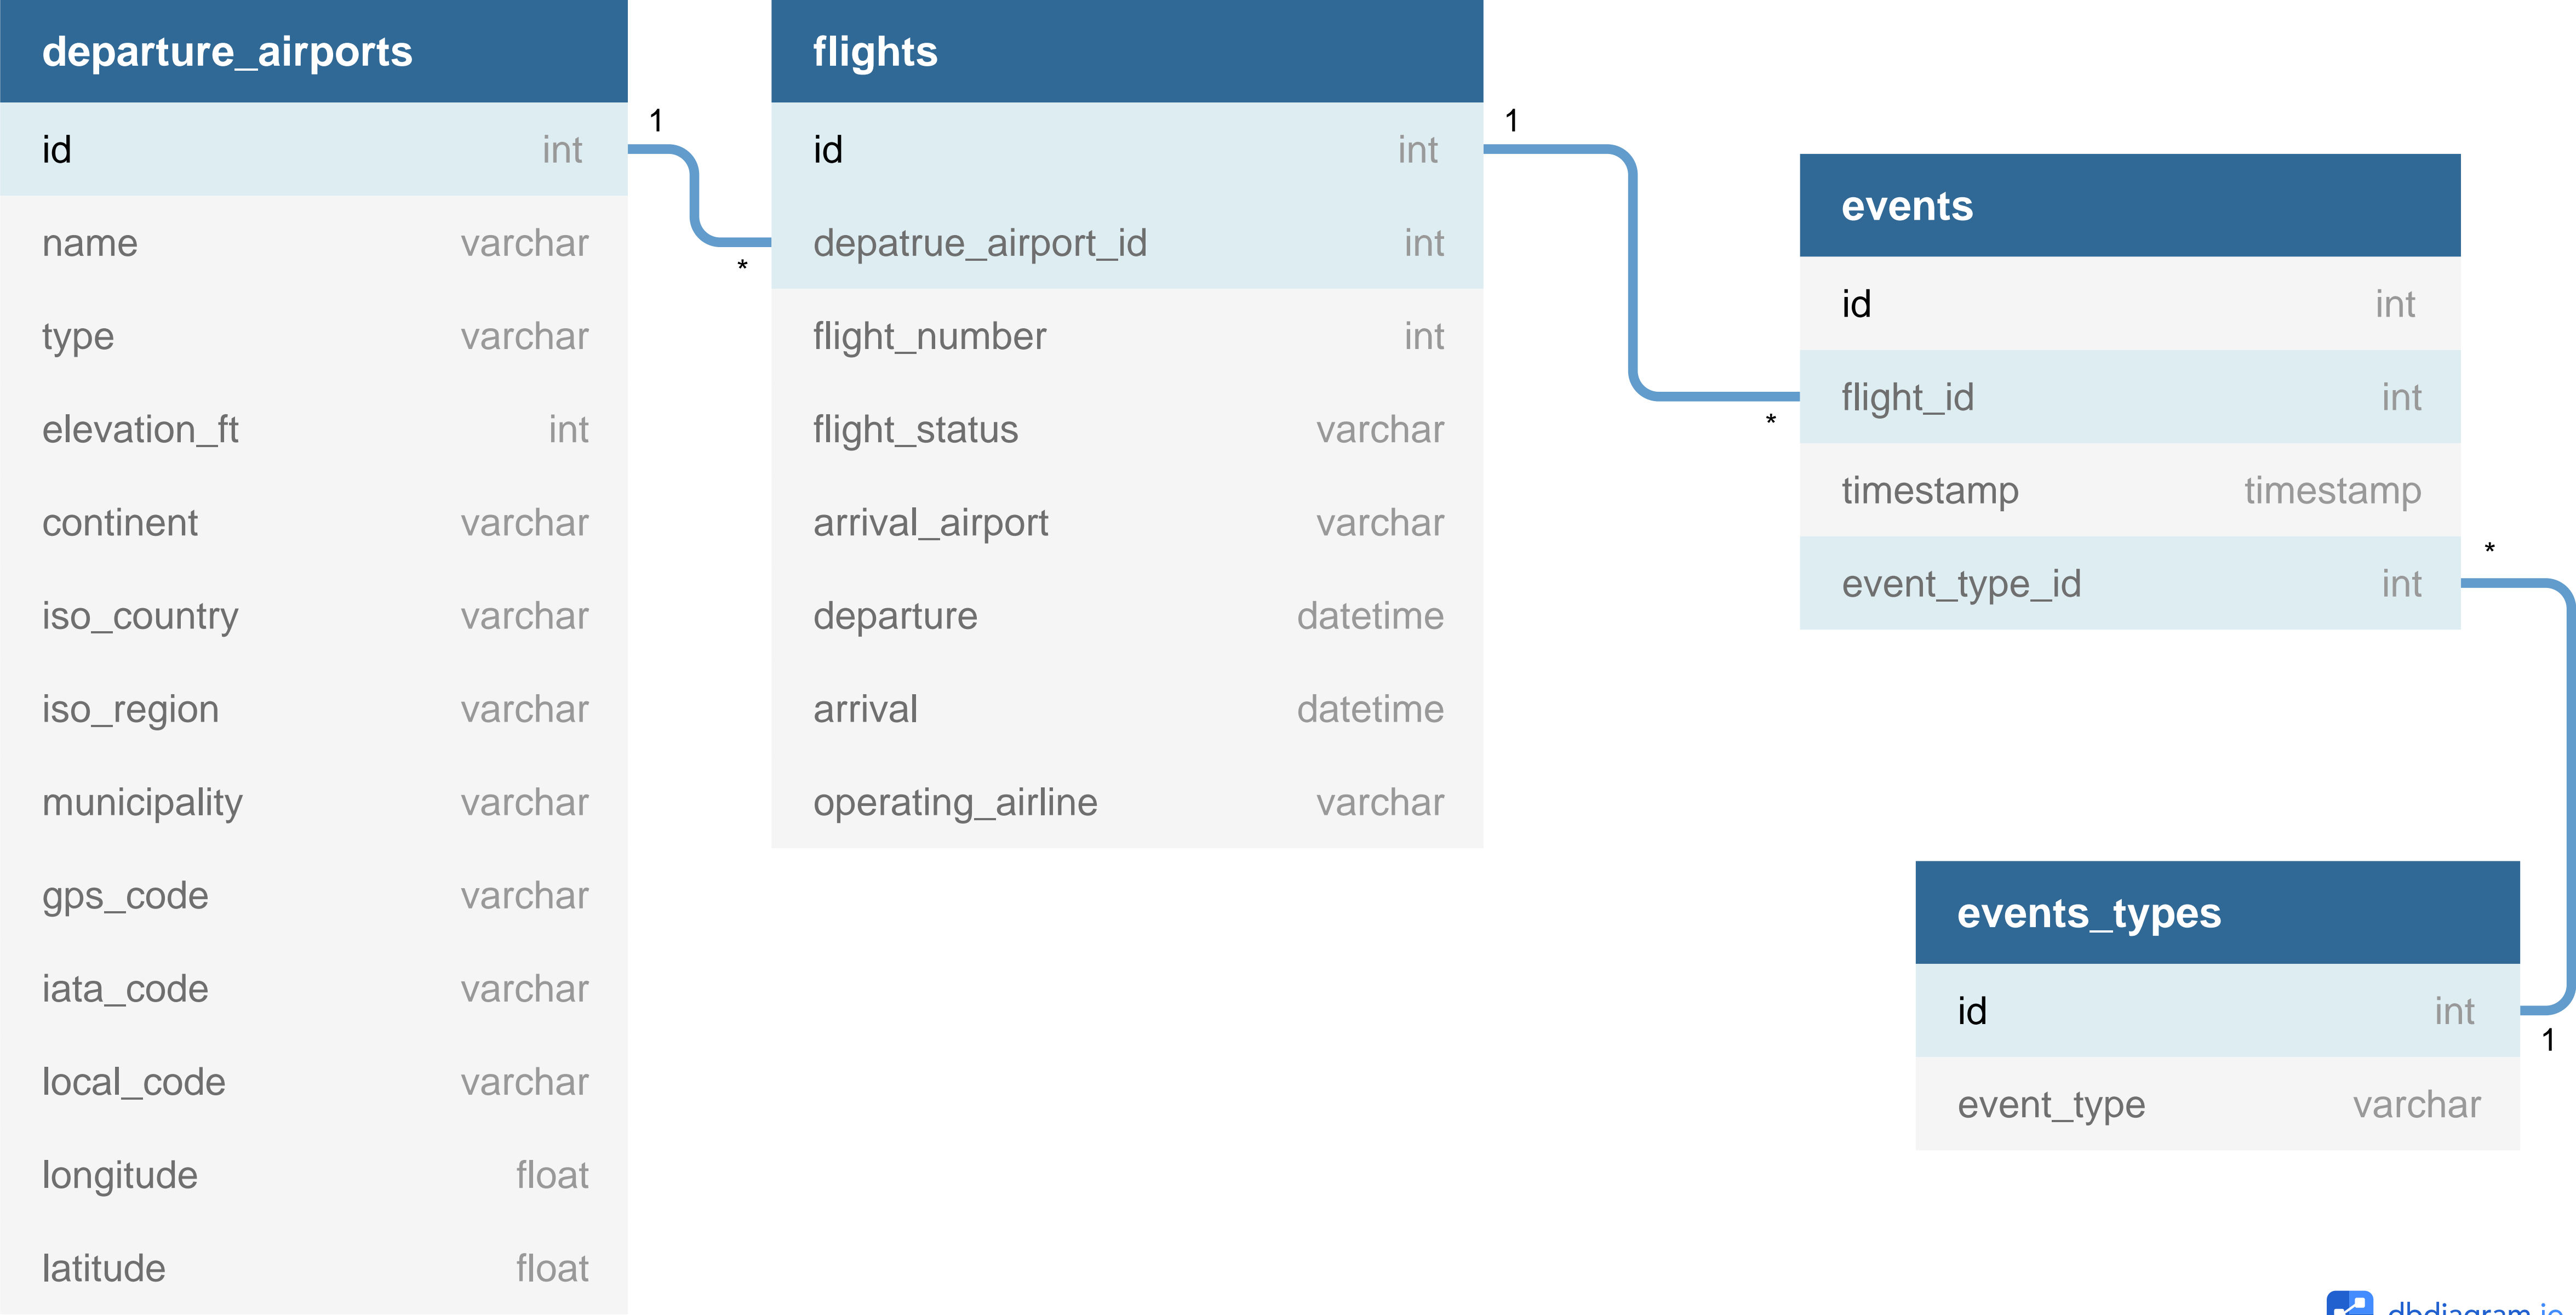 departure_airports
id int
name varchar
type varchar
elevation_ft int
continent varchar
iso_country varchar
iso_region varchar
municipality varchar
gps_code varchar
iata_code varchar
local_code varchar
longitude float
latitude float
1
*
flights
id int
depatrue_airport_id int
flight_number int
flight_status varchar
arrival_airport varchar
departure datetime
arrival datetime
operating_airline varchar
1
*
events
id int
flight_id int
timestamp timestamp
event_type_id int
*
1
events_types
id int
event_type varchar
dbdiagram.io